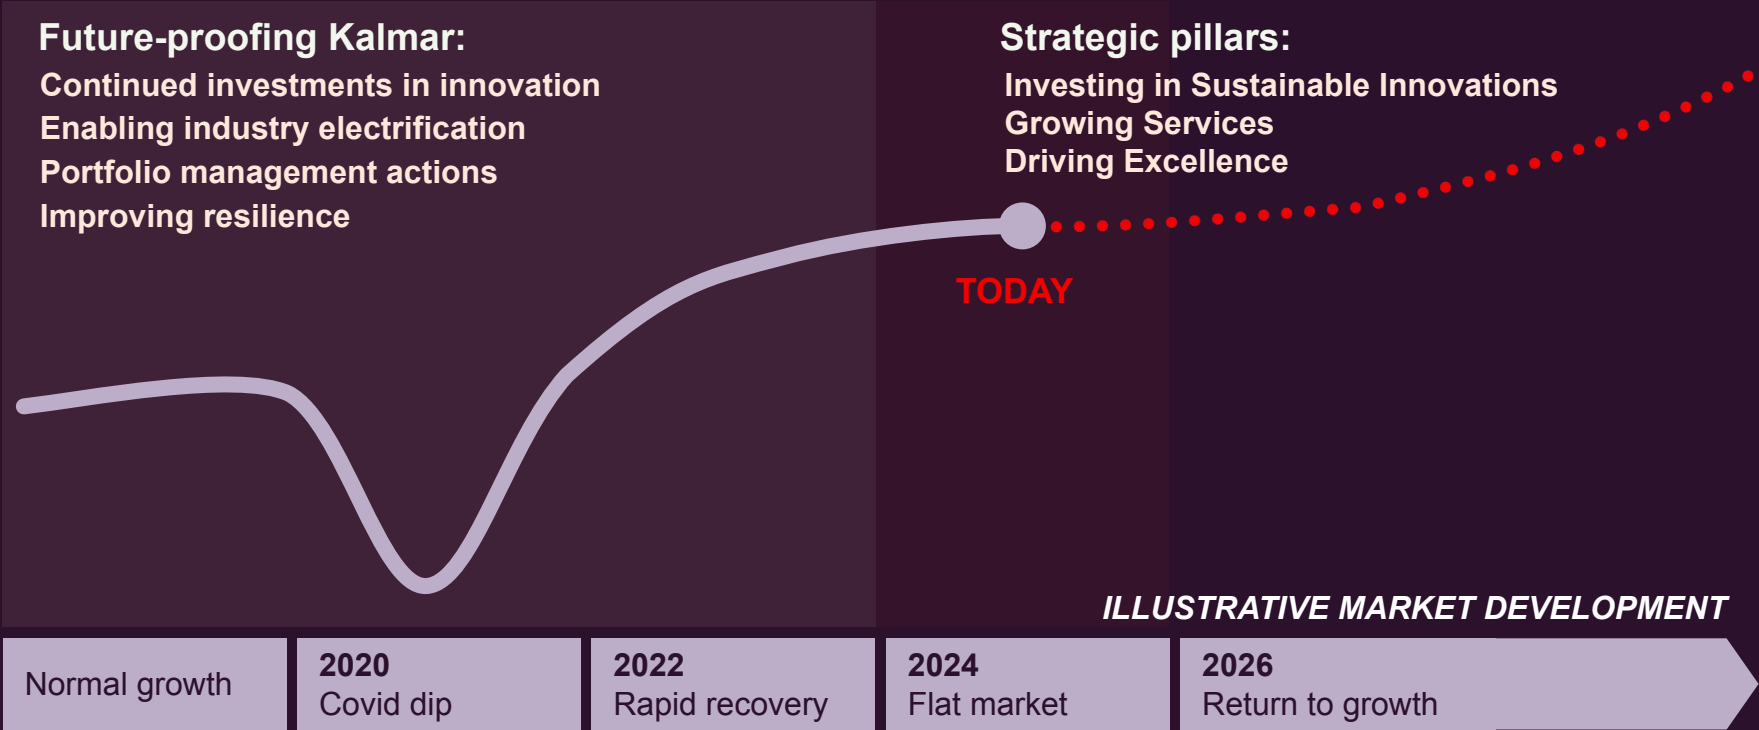 Future-proofing Kalmar:
Continued investments in innovation
Enabling industry electrification
Portfolio management actions
Improving resilience
Strategic pillars:
Investing in Sustainable Innovations
Growing Services
Driving Excellence
TODAY
ILLUSTRATIVE MARKET DEVELOPMENT
Normal growth
2020
Covid dip
2022
Rapid recovery
2024
Flat market
2026
Return to growth